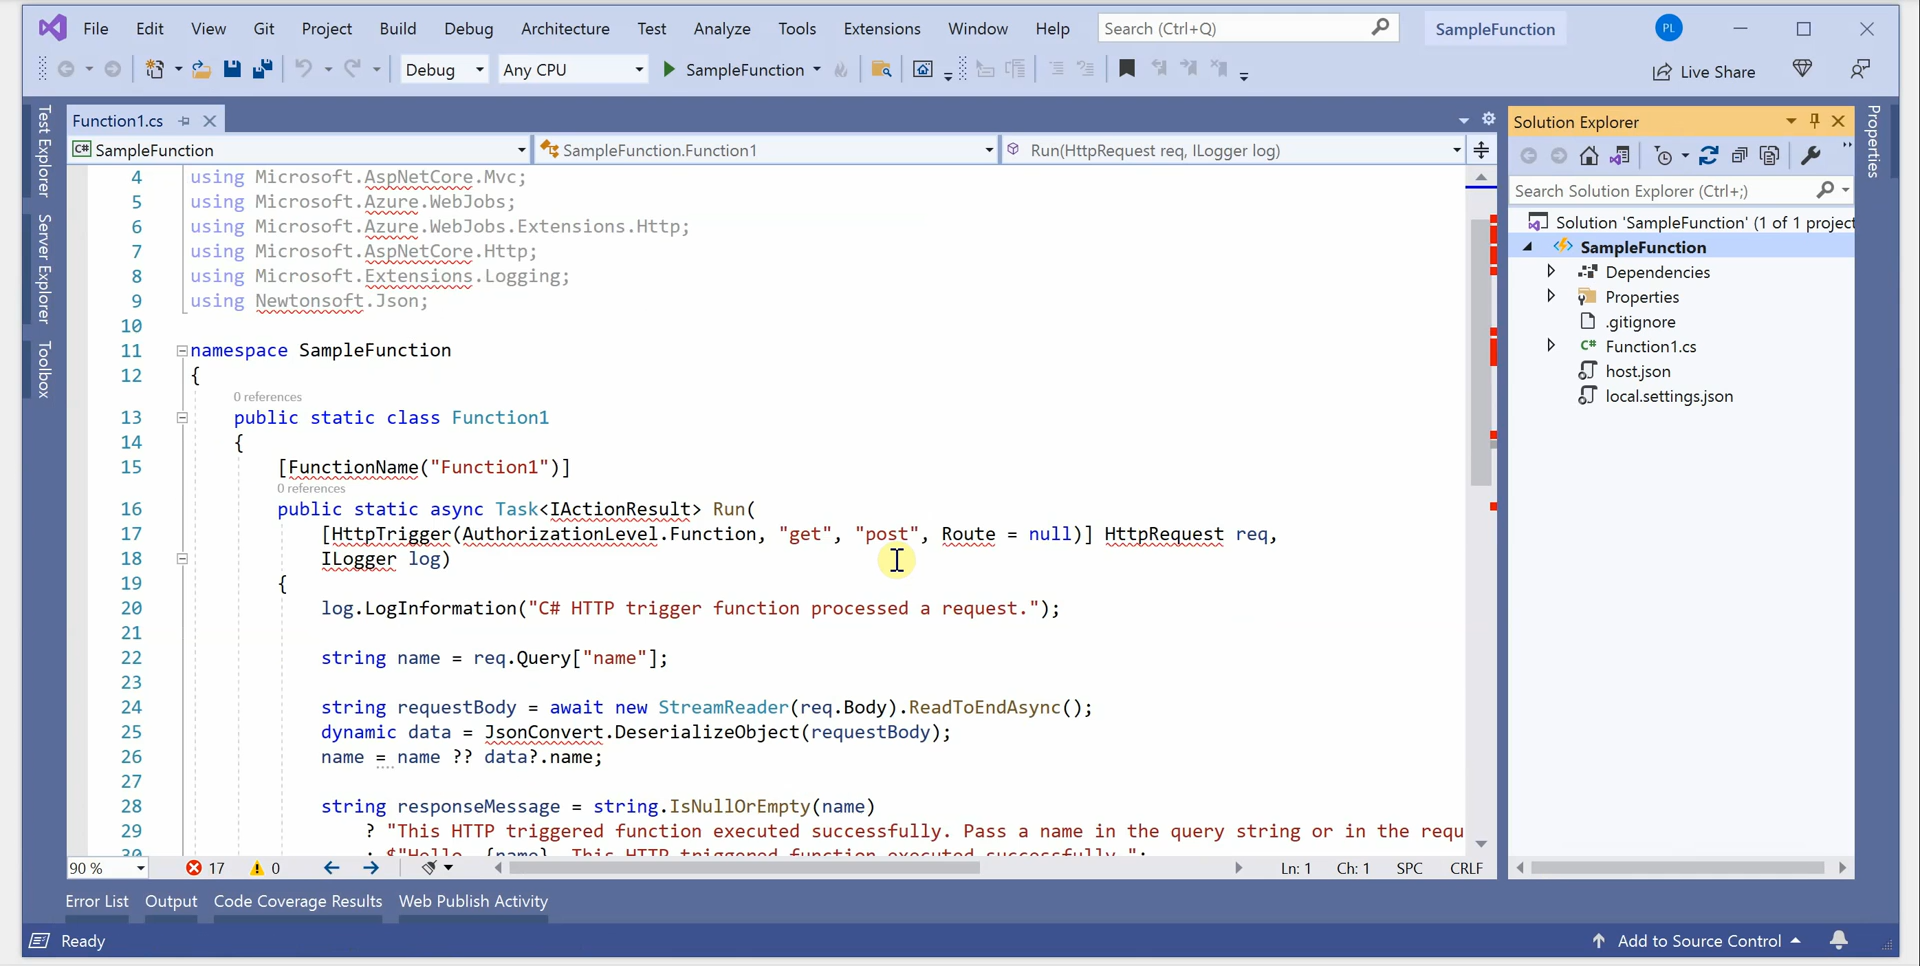 File Edit View Git Project Build Debug Architecture Test Analyze Tools Extensions Window Help Search (Ctrl+Q) SampleFunction PL
Debug Any CPU SampleFunction Live Share
Test Explorer
Server Explorer
Toolbox
Function1.cs
C# SampleFunction SampleFunction.Function1 Run(HttpRequest req, ILogger log)
4 using Microsoft.AspNetCore.Mvc;
5 using Microsoft.Azure.WebJobs;
6 using Microsoft.Azure.WebJobs.Extensions.Http;
7 using Microsoft.AspNetCore.Http;
8 using Microsoft.Extensions.Logging;
9 using Newtonsoft.Json;
10
11 namespace SampleFunction
12 {
0 references
13 public static class Function1
14 {
15 [FunctionName("Function1")]
0 references
16 public static async Task<IActionResult> Run(
17 [HttpTrigger(AuthorizationLevel.Function, "get", "post", Route = null)] HttpRequest req,
18 ILogger log)
19 {
20 log.LogInformation("C# HTTP trigger function processed a request.");
21
22 string name = req.Query["name"];
23
24 string requestBody = await new StreamReader(req.Body).ReadToEndAsync();
25 dynamic data = JsonConvert.DeserializeObject(requestBody);
26 name = name ?? data?.name;
27
28 string responseMessage = string.IsNullOrEmpty(name)
29 ? "This HTTP triggered function executed successfully. Pass a name in the query string or in the requ
30 : $"Hello, {name}. This HTTP triggered function executed successfully.";
90 % 17 0 Ln: 1 Ch: 1 SPC CRLF
Solution Explorer
Search Solution Explorer (Ctrl+;)
Solution 'SampleFunction' (1 of 1 project
SampleFunction
Dependencies
Properties
.gitignore
C# Function1.cs
host.json
local.settings.json
Properties
Error List Output Code Coverage Results Web Publish Activity
Ready Add to Source Control